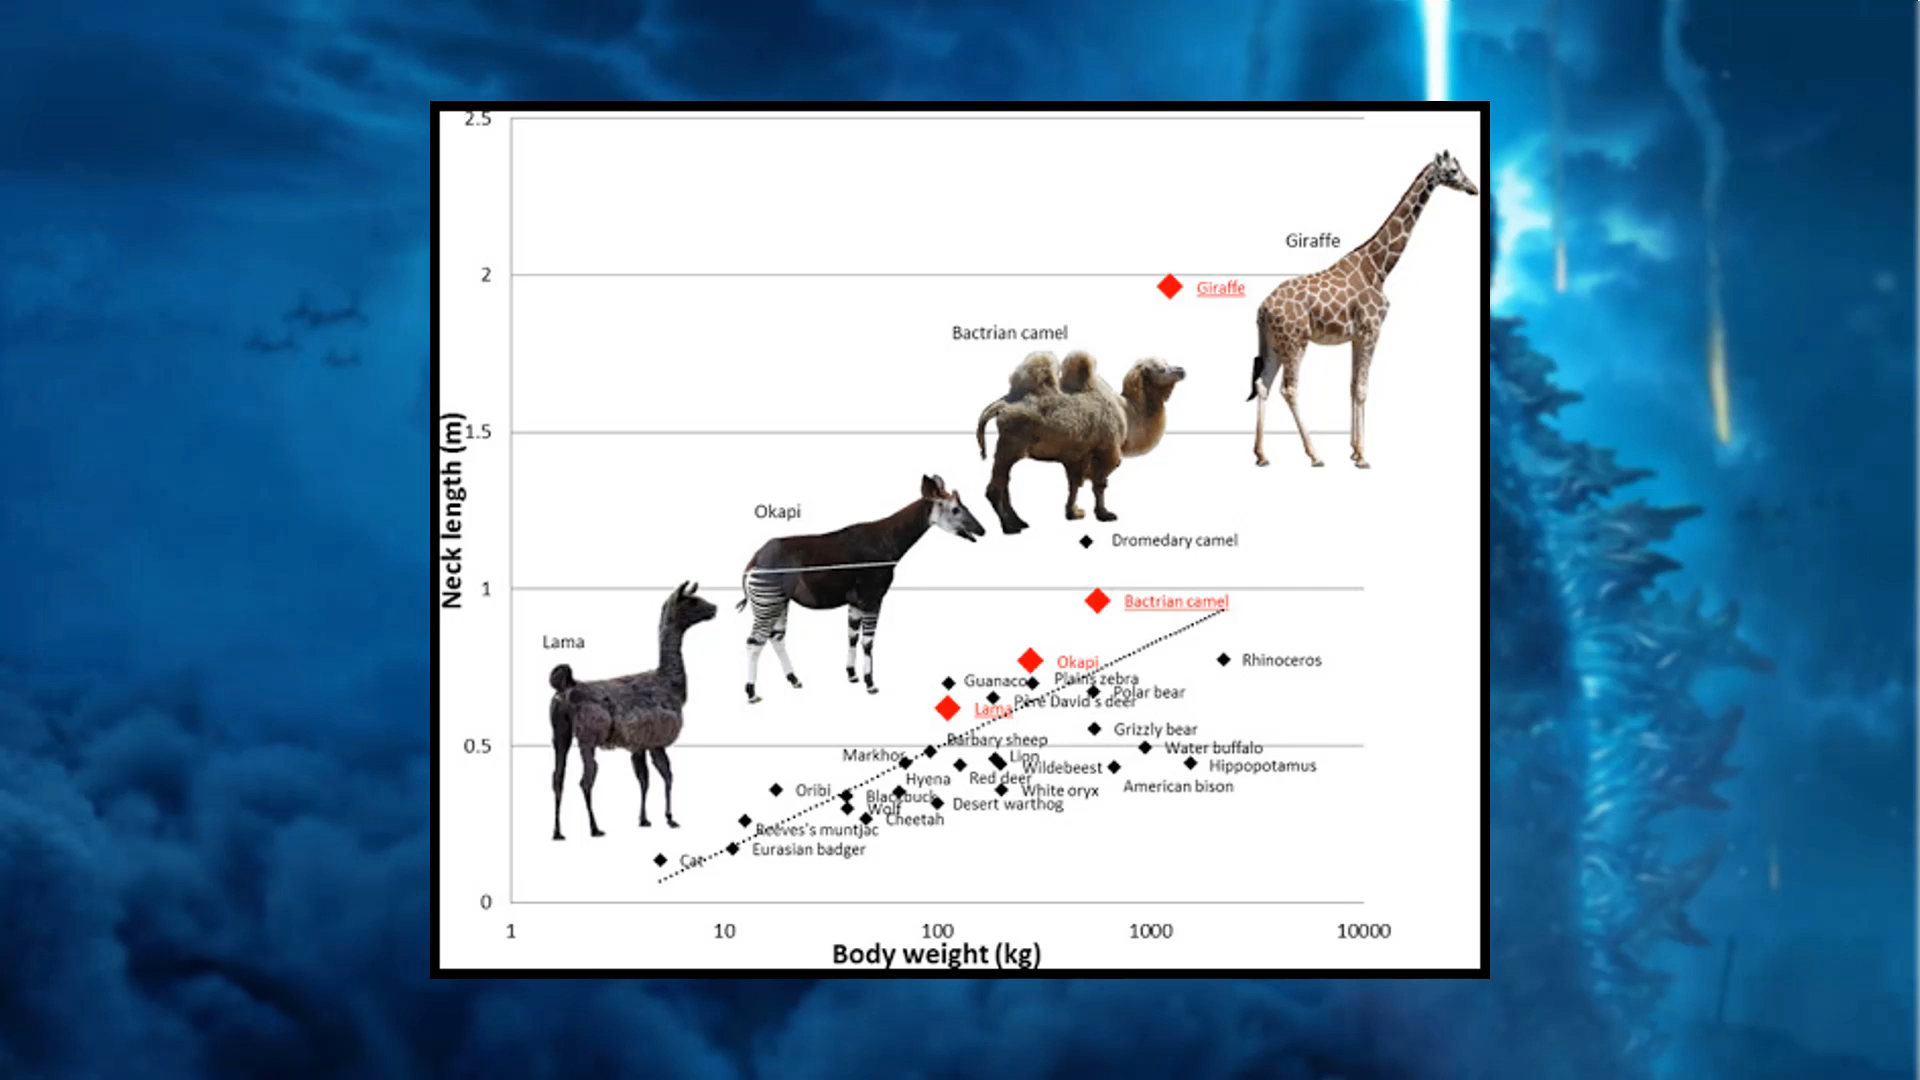 2.5
Giraffe
2
Giraffe
Bactrian camel
1.5
Neck length (m)
Okapi
Dromedary camel
1
Bactrian camel
Lama
Okapi
Rhinoceros
Guanaco
Plains zebra
Polar bear
Père David's deer
Lama
Grizzly bear
0.5
Barbary sheep
Water buffalo
Markhor
Lion
Hippopotamus
Wildebeest
Hyena
Red deer
American bison
Oribi
White oryx
Blackbuck
Desert warthog
Wolf
Cheetah
Reeves's muntjac
Eurasian badger
Cat
0
1 10 100 1000 10000
Body weight (kg)